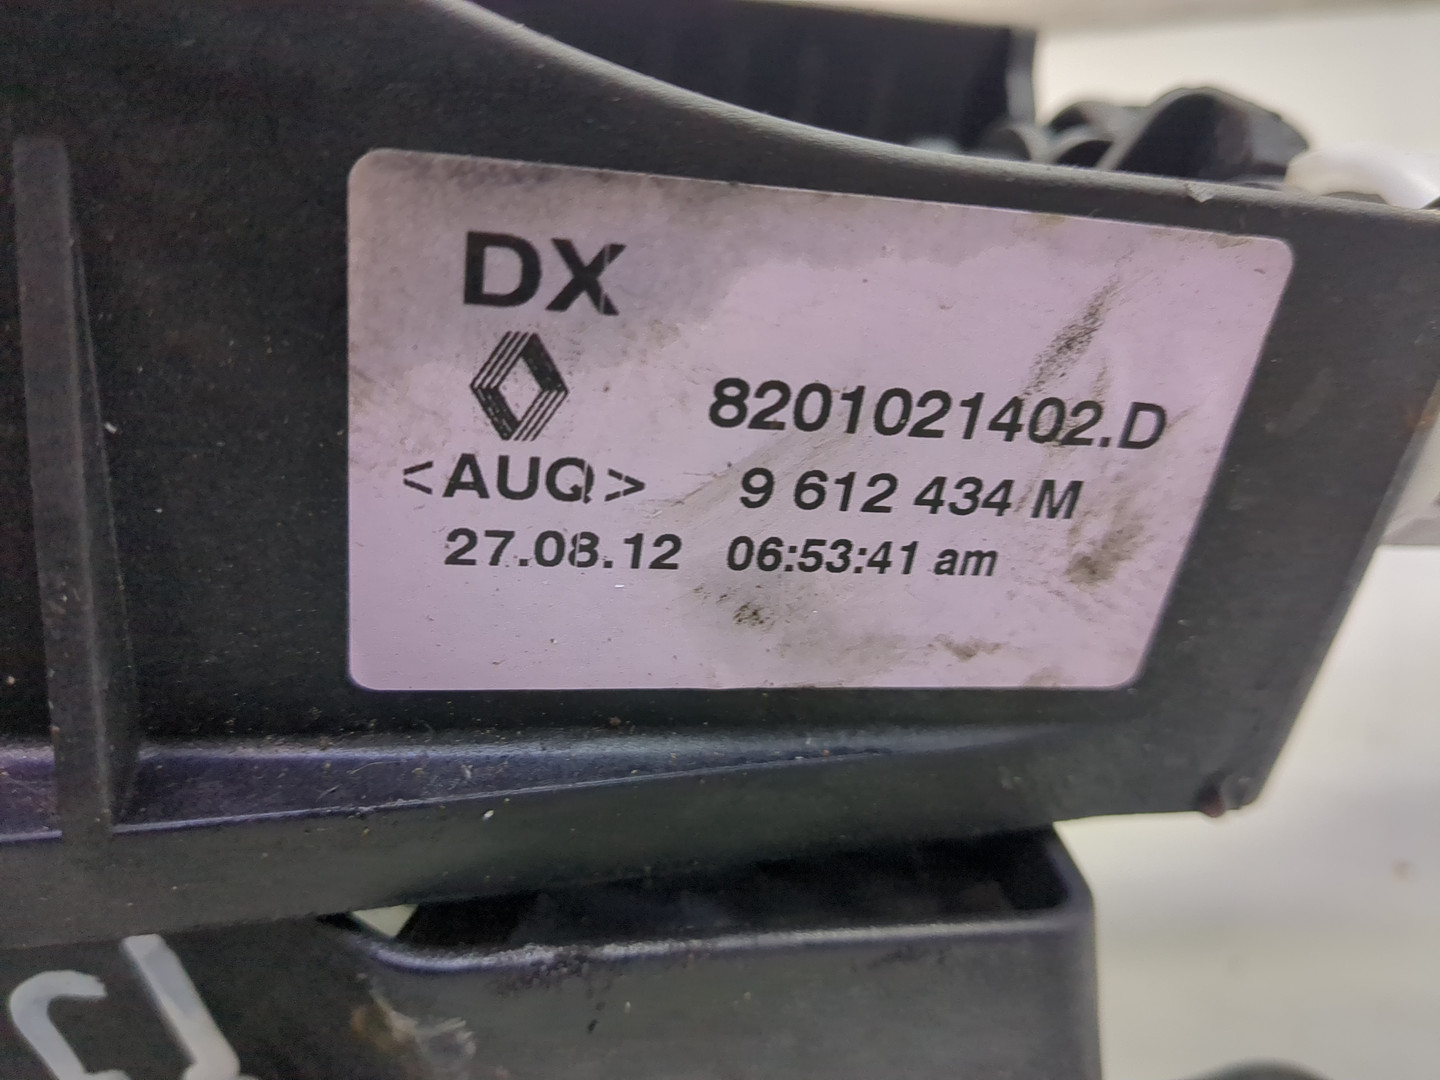 DX
8201021402.D
<AUQ> 9 612 434 M
27.08.12 06:53:41 am